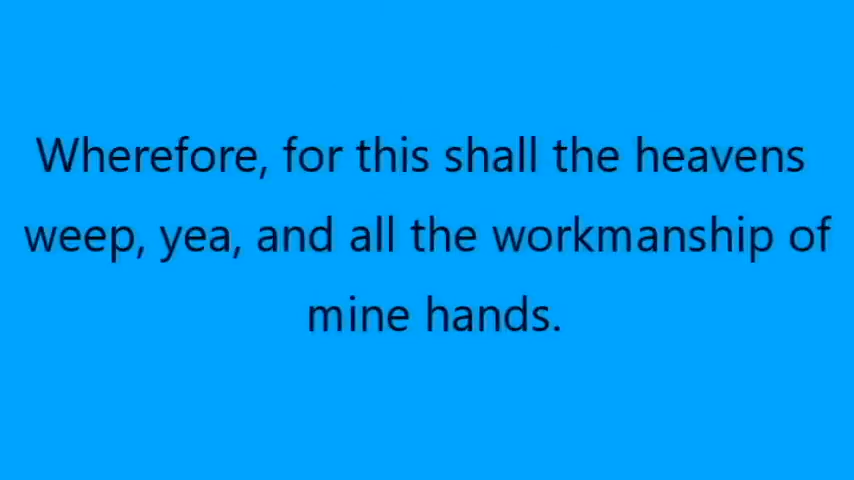 Wherefore, for this shall the heavens
weep, yea, and all the workmanship of
mine hands.